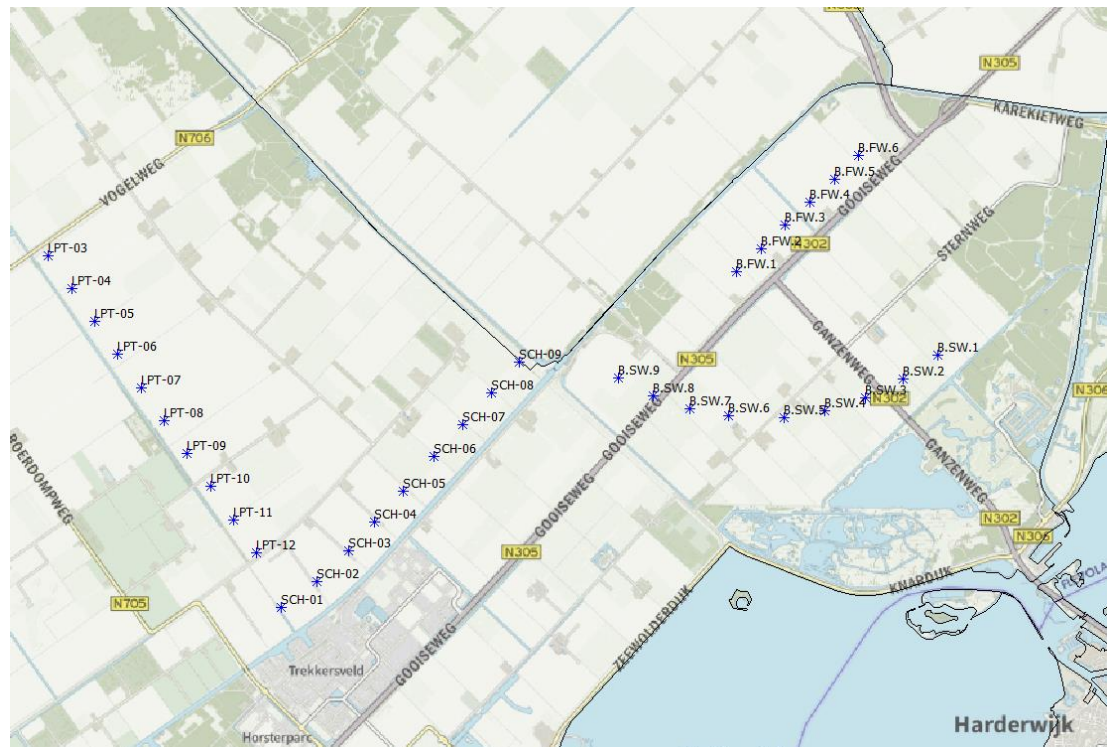 N305
KAREKIETWEG
N706
VOGELWEG
B.FW.6
B.FW.5
B.FW.4
GOOISEWEG
B.FW.3
STERNWEG
B.FW.2
N302
B.FW.1
LPT-03
LPT-04
LPT-05
LPT-06
LPT-07
LPT-08
LPT-09
LPT-10
LPT-11
LPT-12
SCH-09
SCH-08
SCH-07
SCH-06
SCH-05
SCH-04
SCH-03
SCH-02
SCH-01
GANZENWEG
N305
B.SW.9
B.SW.8
B.SW.7
B.SW.6
B.SW.5
B.SW.4
B.SW.3
B.SW.2
B.SW.1
N302
N306
GOOISEWEG
GANZENWEG
GOOISEWEG
N302
N306
N305
KNARDIJK
N705
ZEEWOLDERDIJK
GOOISEWEG
Trekkersveld
Horsterparc
Harderwijk